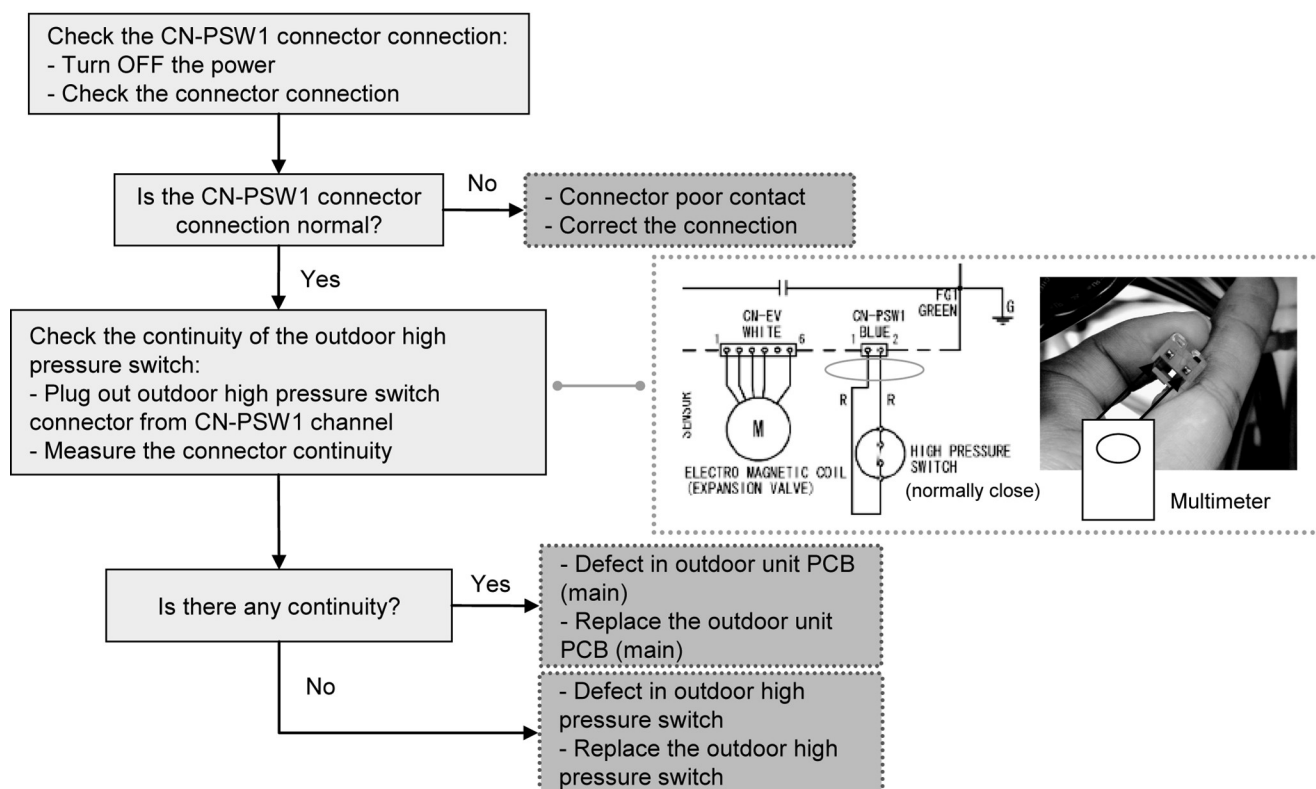 Check the CN-PSW1 connector connection:
- Turn OFF the power
- Check the connector connection
Is the CN-PSW1 connector
connection normal?
No
- Connector poor contact
- Correct the connection
Yes
Check the continuity of the outdoor high
pressure switch:
- Plug out outdoor high pressure switch
connector from CN-PSW1 channel
- Measure the connector continuity
FG1
GREEN
G
CN-EV
WHITE
1
6
CN-PSW1
BLUE
1
2
SENSOR
M
R
R
ELECTRO MAGNETIC COIL
(EXPANSION VALVE)
HIGH PRESSURE
SWITCH
(normally close)
Multimeter
Is there any continuity?
Yes
- Defect in outdoor unit PCB
(main)
- Replace the outdoor unit
PCB (main)
No
- Defect in outdoor high
pressure switch
- Replace the outdoor high
pressure switch